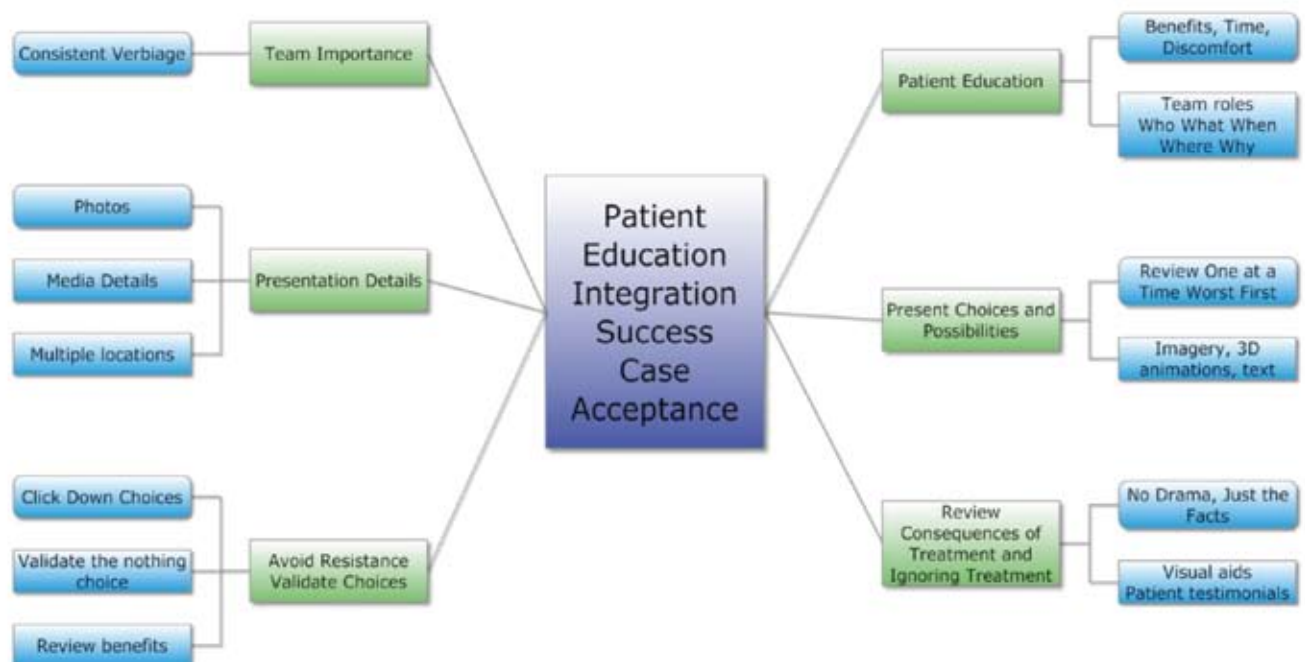 Consistent Verbiage
Team Importance
Photos
Media Details
Multiple locations
Presentation Details
Click Down Choices
Validate the nothing
choice
Review benefits
Avoid Resistance
Validate Choices
Patient
Education
Integration
Success
Case
Acceptance
Patient Education
Benefits, Time,
Discomfort
Team roles
Who What When
Where Why
Present Choices and
Possibilities
Review One at a
Time Worst First
Imagery, 3D
animations, text
Review
Consequences of
Treatment and
Ignoring Treatment
No Drama, Just the
Facts
Visual aids
Patient testimonials